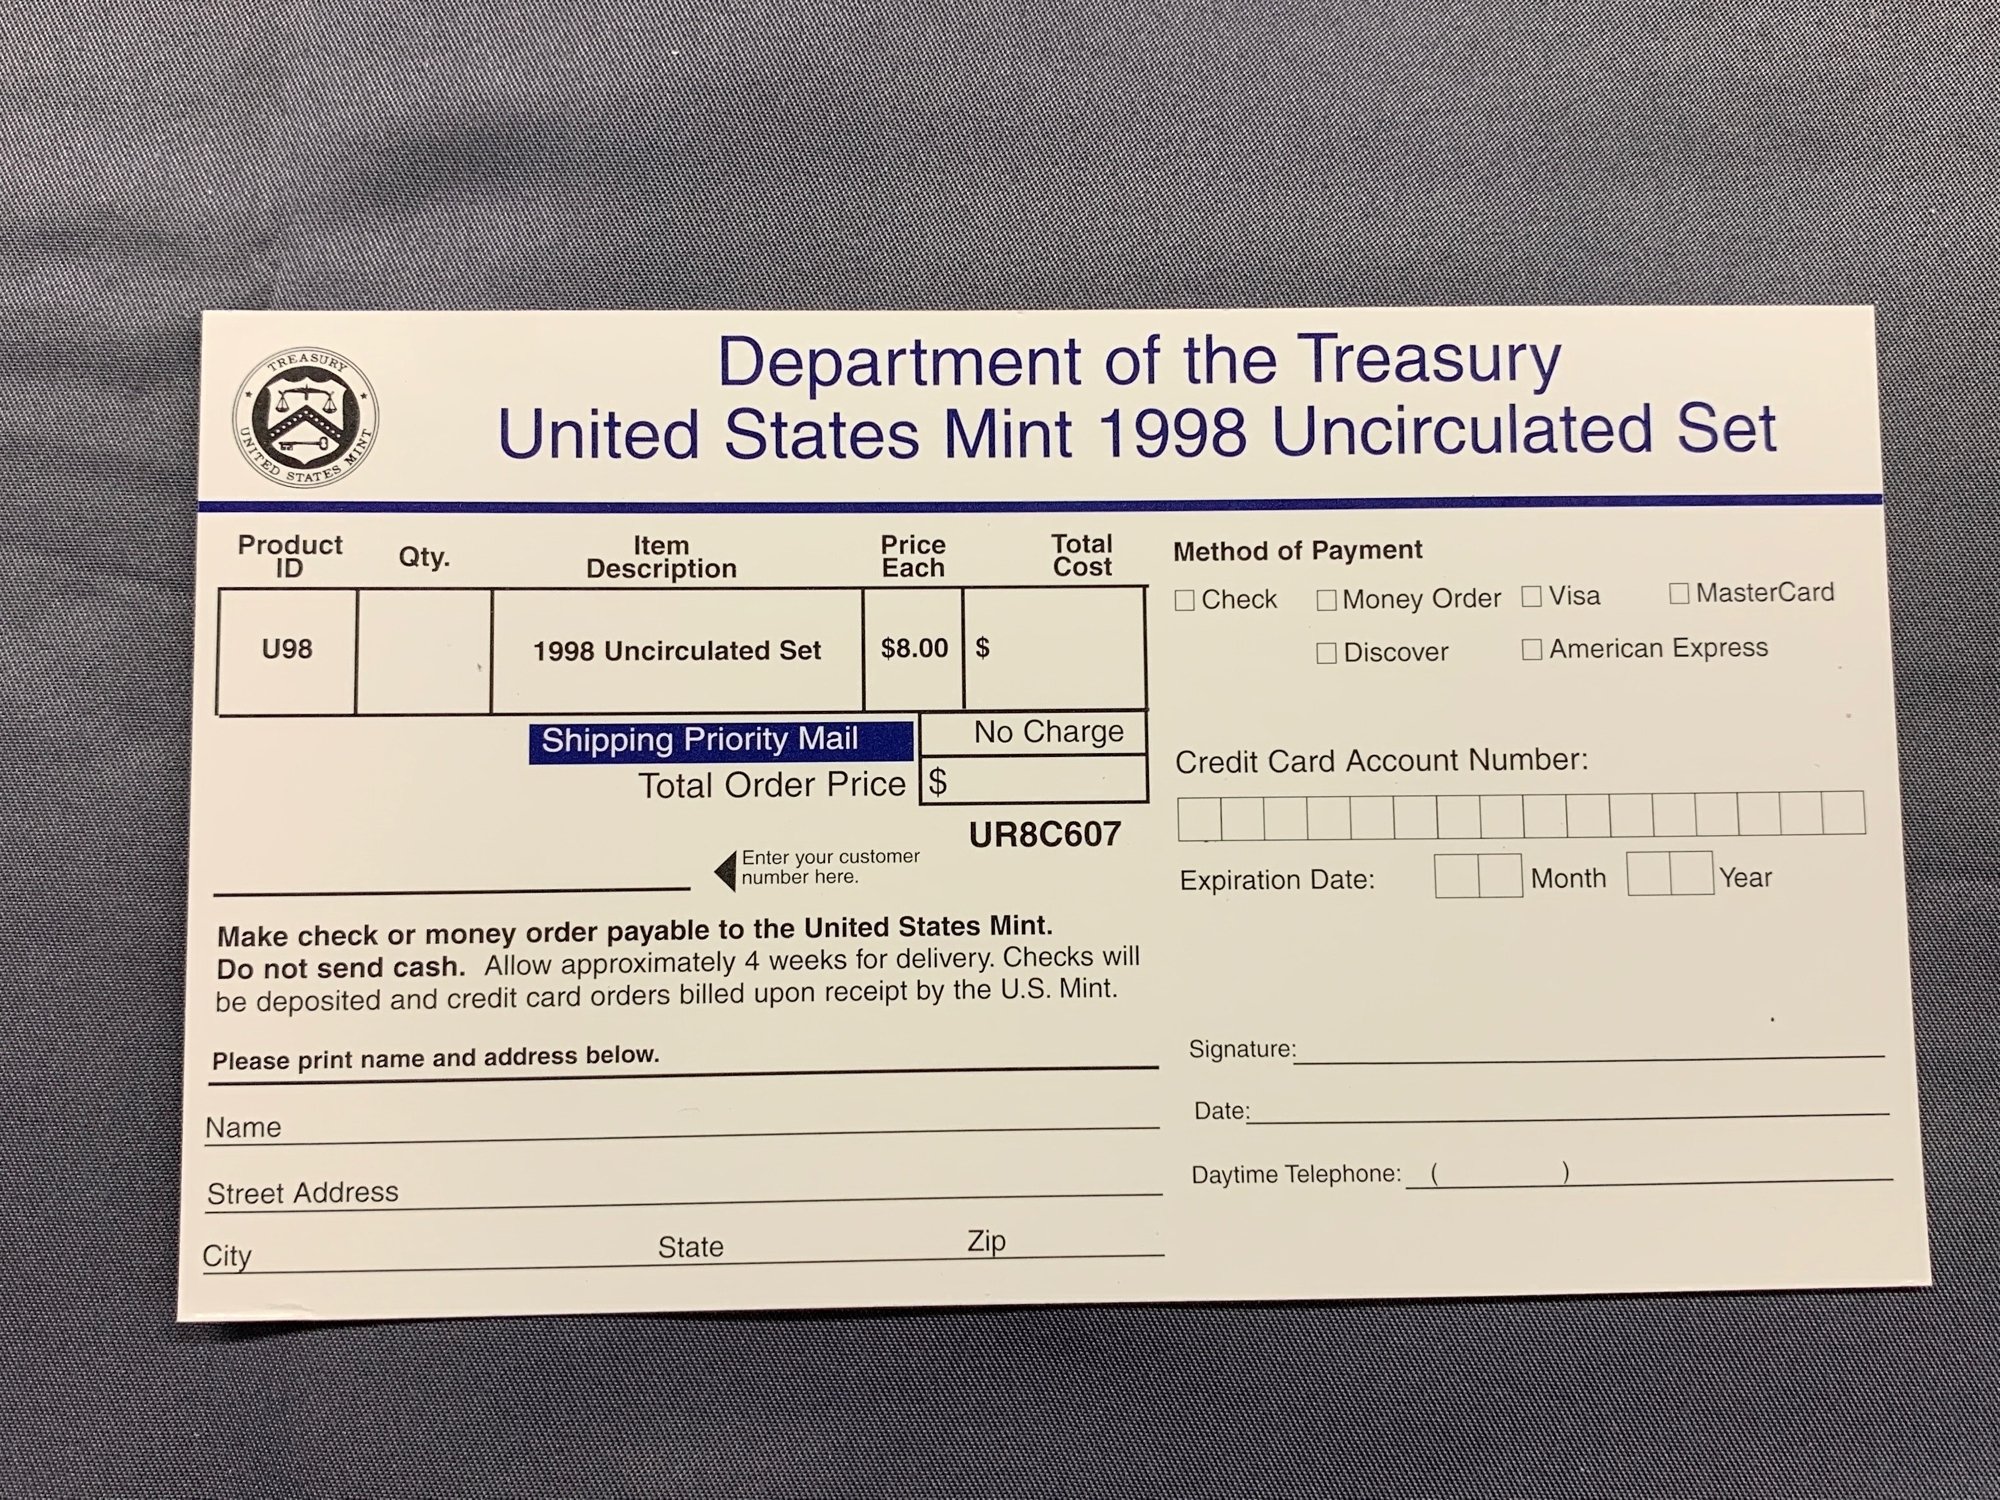 TREASURY
UNITED STATES MINT
Department of the Treasury
United States Mint 1998 Uncirculated Set
Product
ID
Qty.
Item
Description
Price
Each
Total
Cost
U98
1998 Uncirculated Set
$8.00
$
Shipping Priority Mail
No Charge
Total Order Price
$
UR8C607
Enter your customer
number here.
Make check or money order payable to the United States Mint.
Do not send cash. Allow approximately 4 weeks for delivery. Checks will
be deposited and credit card orders billed upon receipt by the U.S. Mint.
Please print name and address below.
Name
Street Address
City State Zip
Method of Payment
Check Money Order Visa MasterCard
Discover American Express
Credit Card Account Number:
Expiration Date: Month Year
Signature:
Date:
Daytime Telephone: ( )